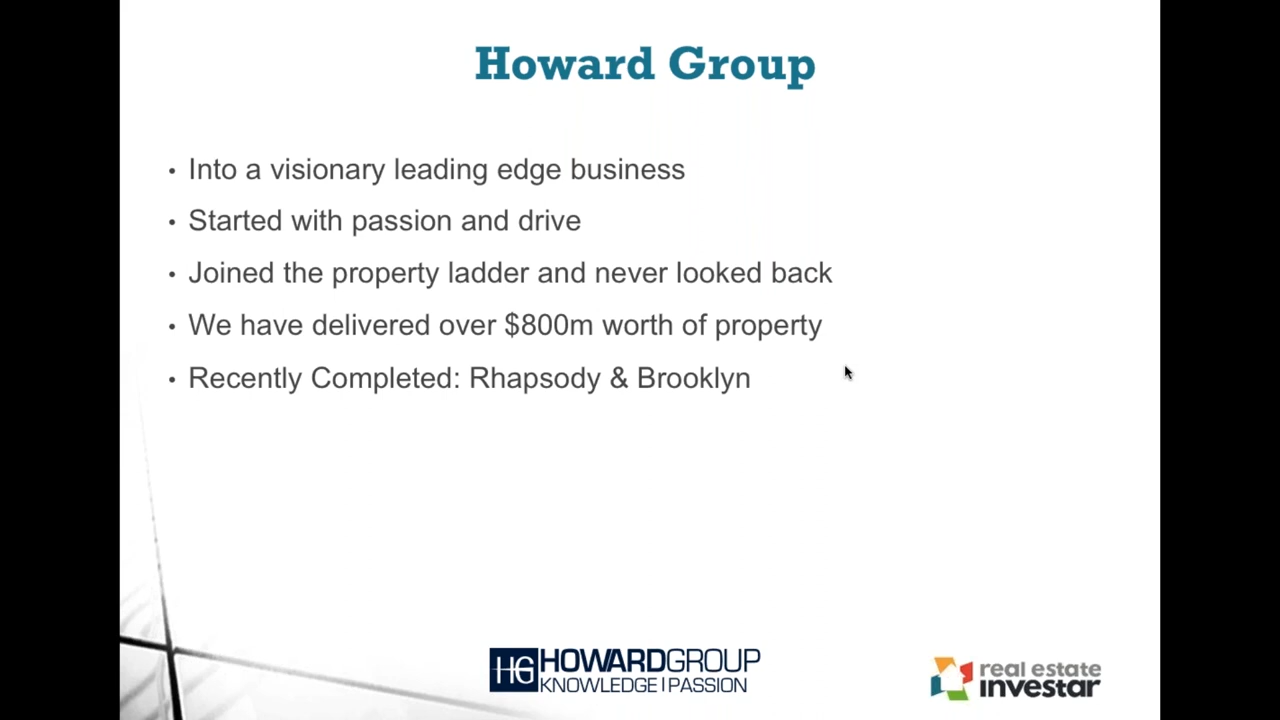 Howard Group
• Into a visionary leading edge business
• Started with passion and drive
• Joined the property ladder and never looked back
• We have delivered over $800m worth of property
• Recently Completed: Rhapsody & Brooklyn
HG HOWARDGROUP
KNOWLEDGE | PASSION
real estate
investar